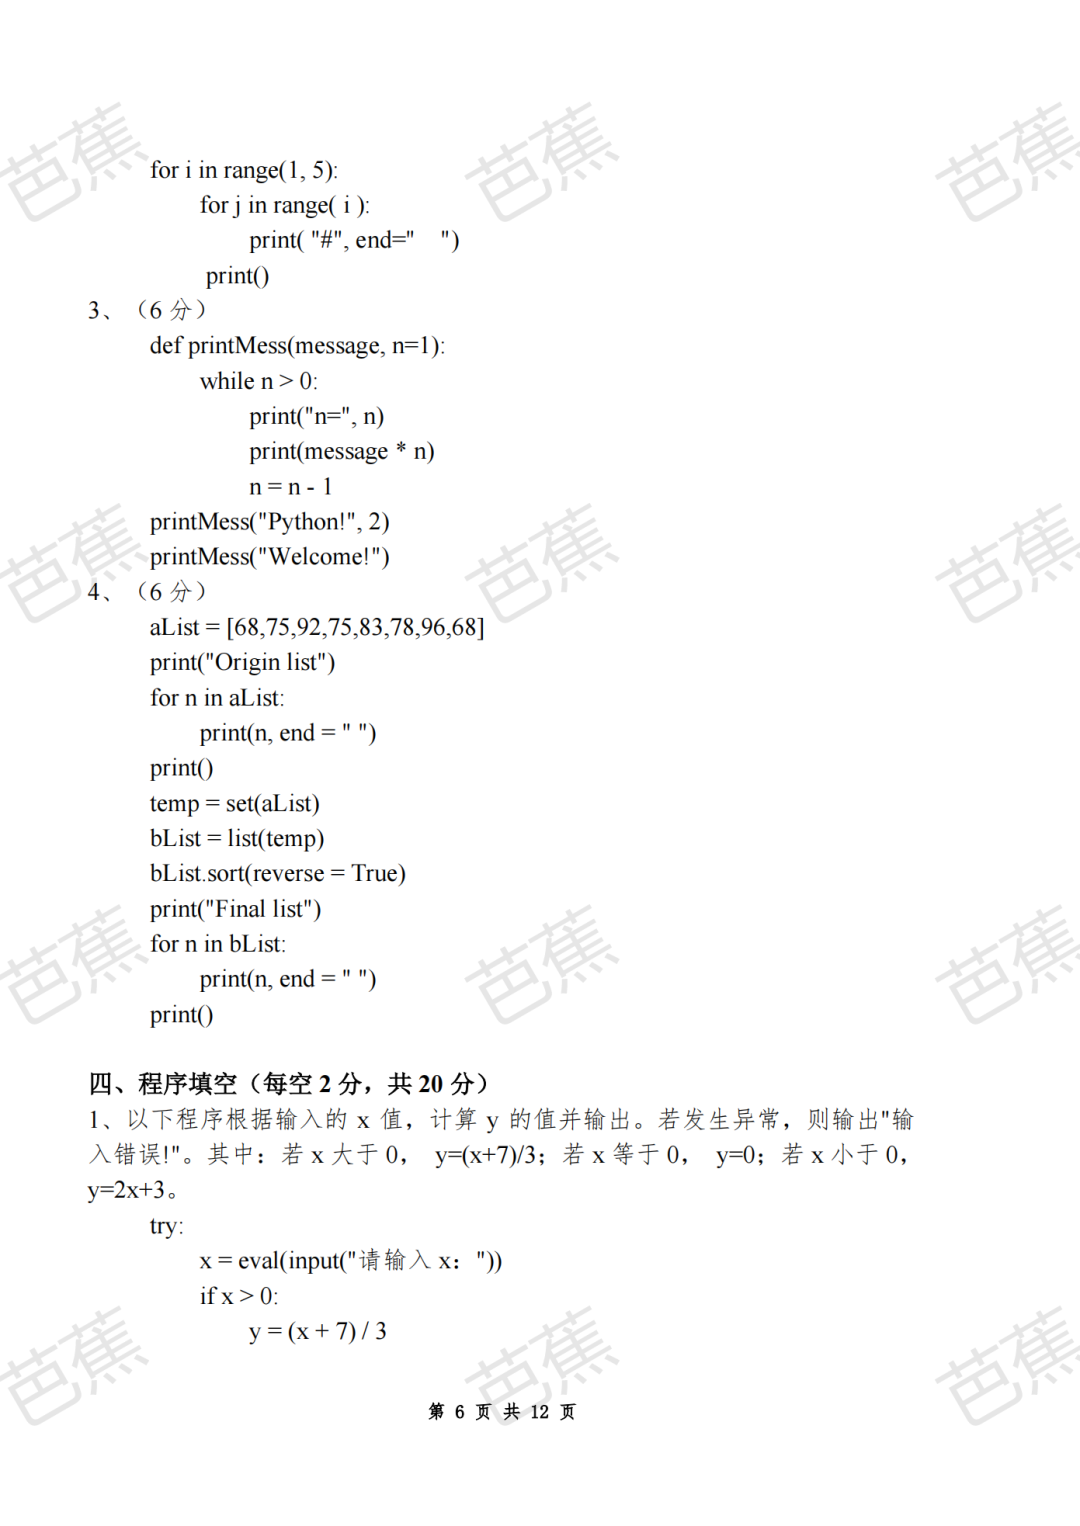 for i in range(1, 5):
for j in range( i ):
print( "#", end="    ")
print()
3、（6 分）
def printMess(message, n=1):
while n > 0:
print("n=", n)
print(message * n)
n = n - 1
printMess("Python!", 2)
printMess("Welcome!")
4、（6 分）
aList = [68,75,92,75,83,78,96,68]
print("Origin list")
for n in aList:
print(n, end = " ")
print()
temp = set(aList)
bList = list(temp)
bList.sort(reverse = True)
print("Final list")
for n in bList:
print(n, end = " ")
print()
四、程序填空（每空 2 分，共 20 分）
1、以下程序根据输入的 x 值，计算 y 的值并输出。若发生异常，则输出"输
入错误!"。其中：若 x 大于 0， y=(x+7)/3；若 x 等于 0， y=0；若 x 小于 0，
y=2x+3。
try:
x = eval(input("请输入 x："))
if x > 0:
y = (x + 7) / 3
第 6 页 共 12 页
芭蕉 芭蕉 芭蕉
芭蕉 芭蕉 芭蕉
芭蕉 芭蕉 芭蕉
芭蕉 芭蕉 芭蕉